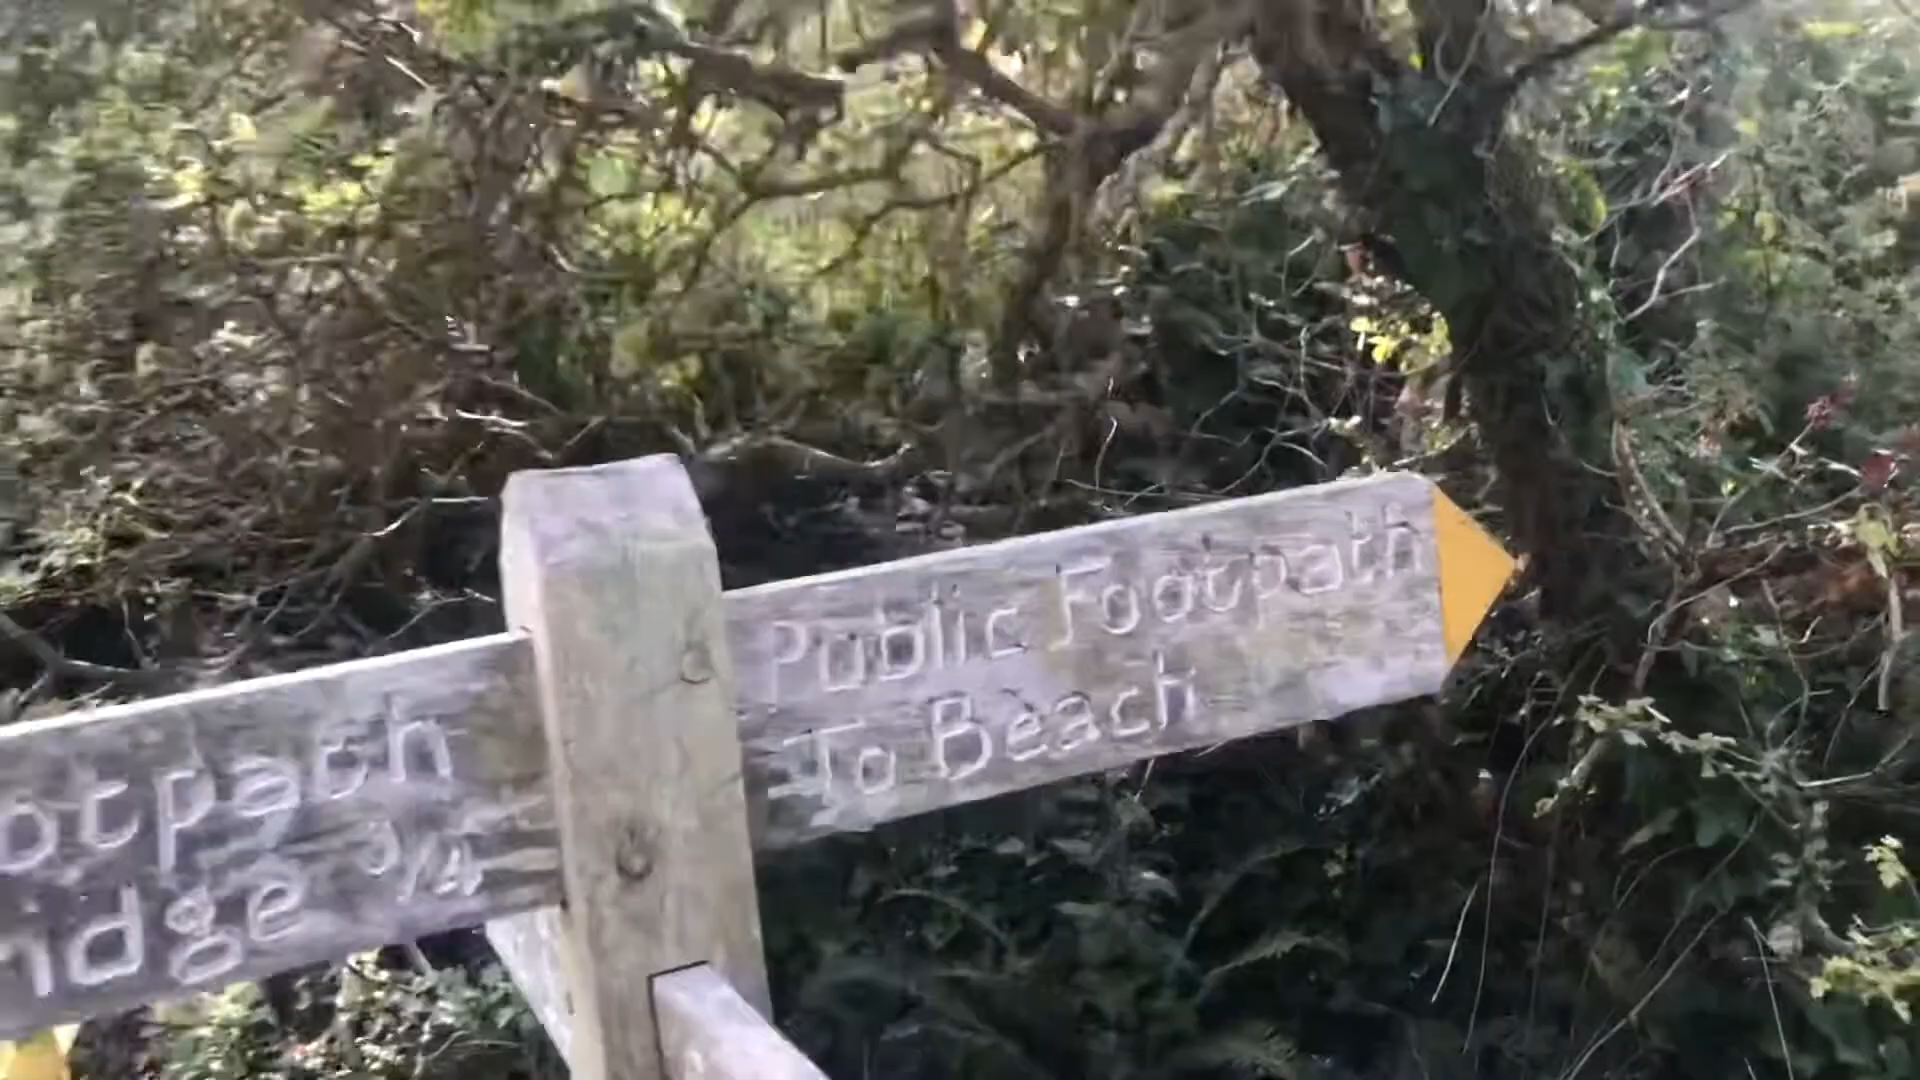 Public Footpath
To Beach
otpath
idge 3/4